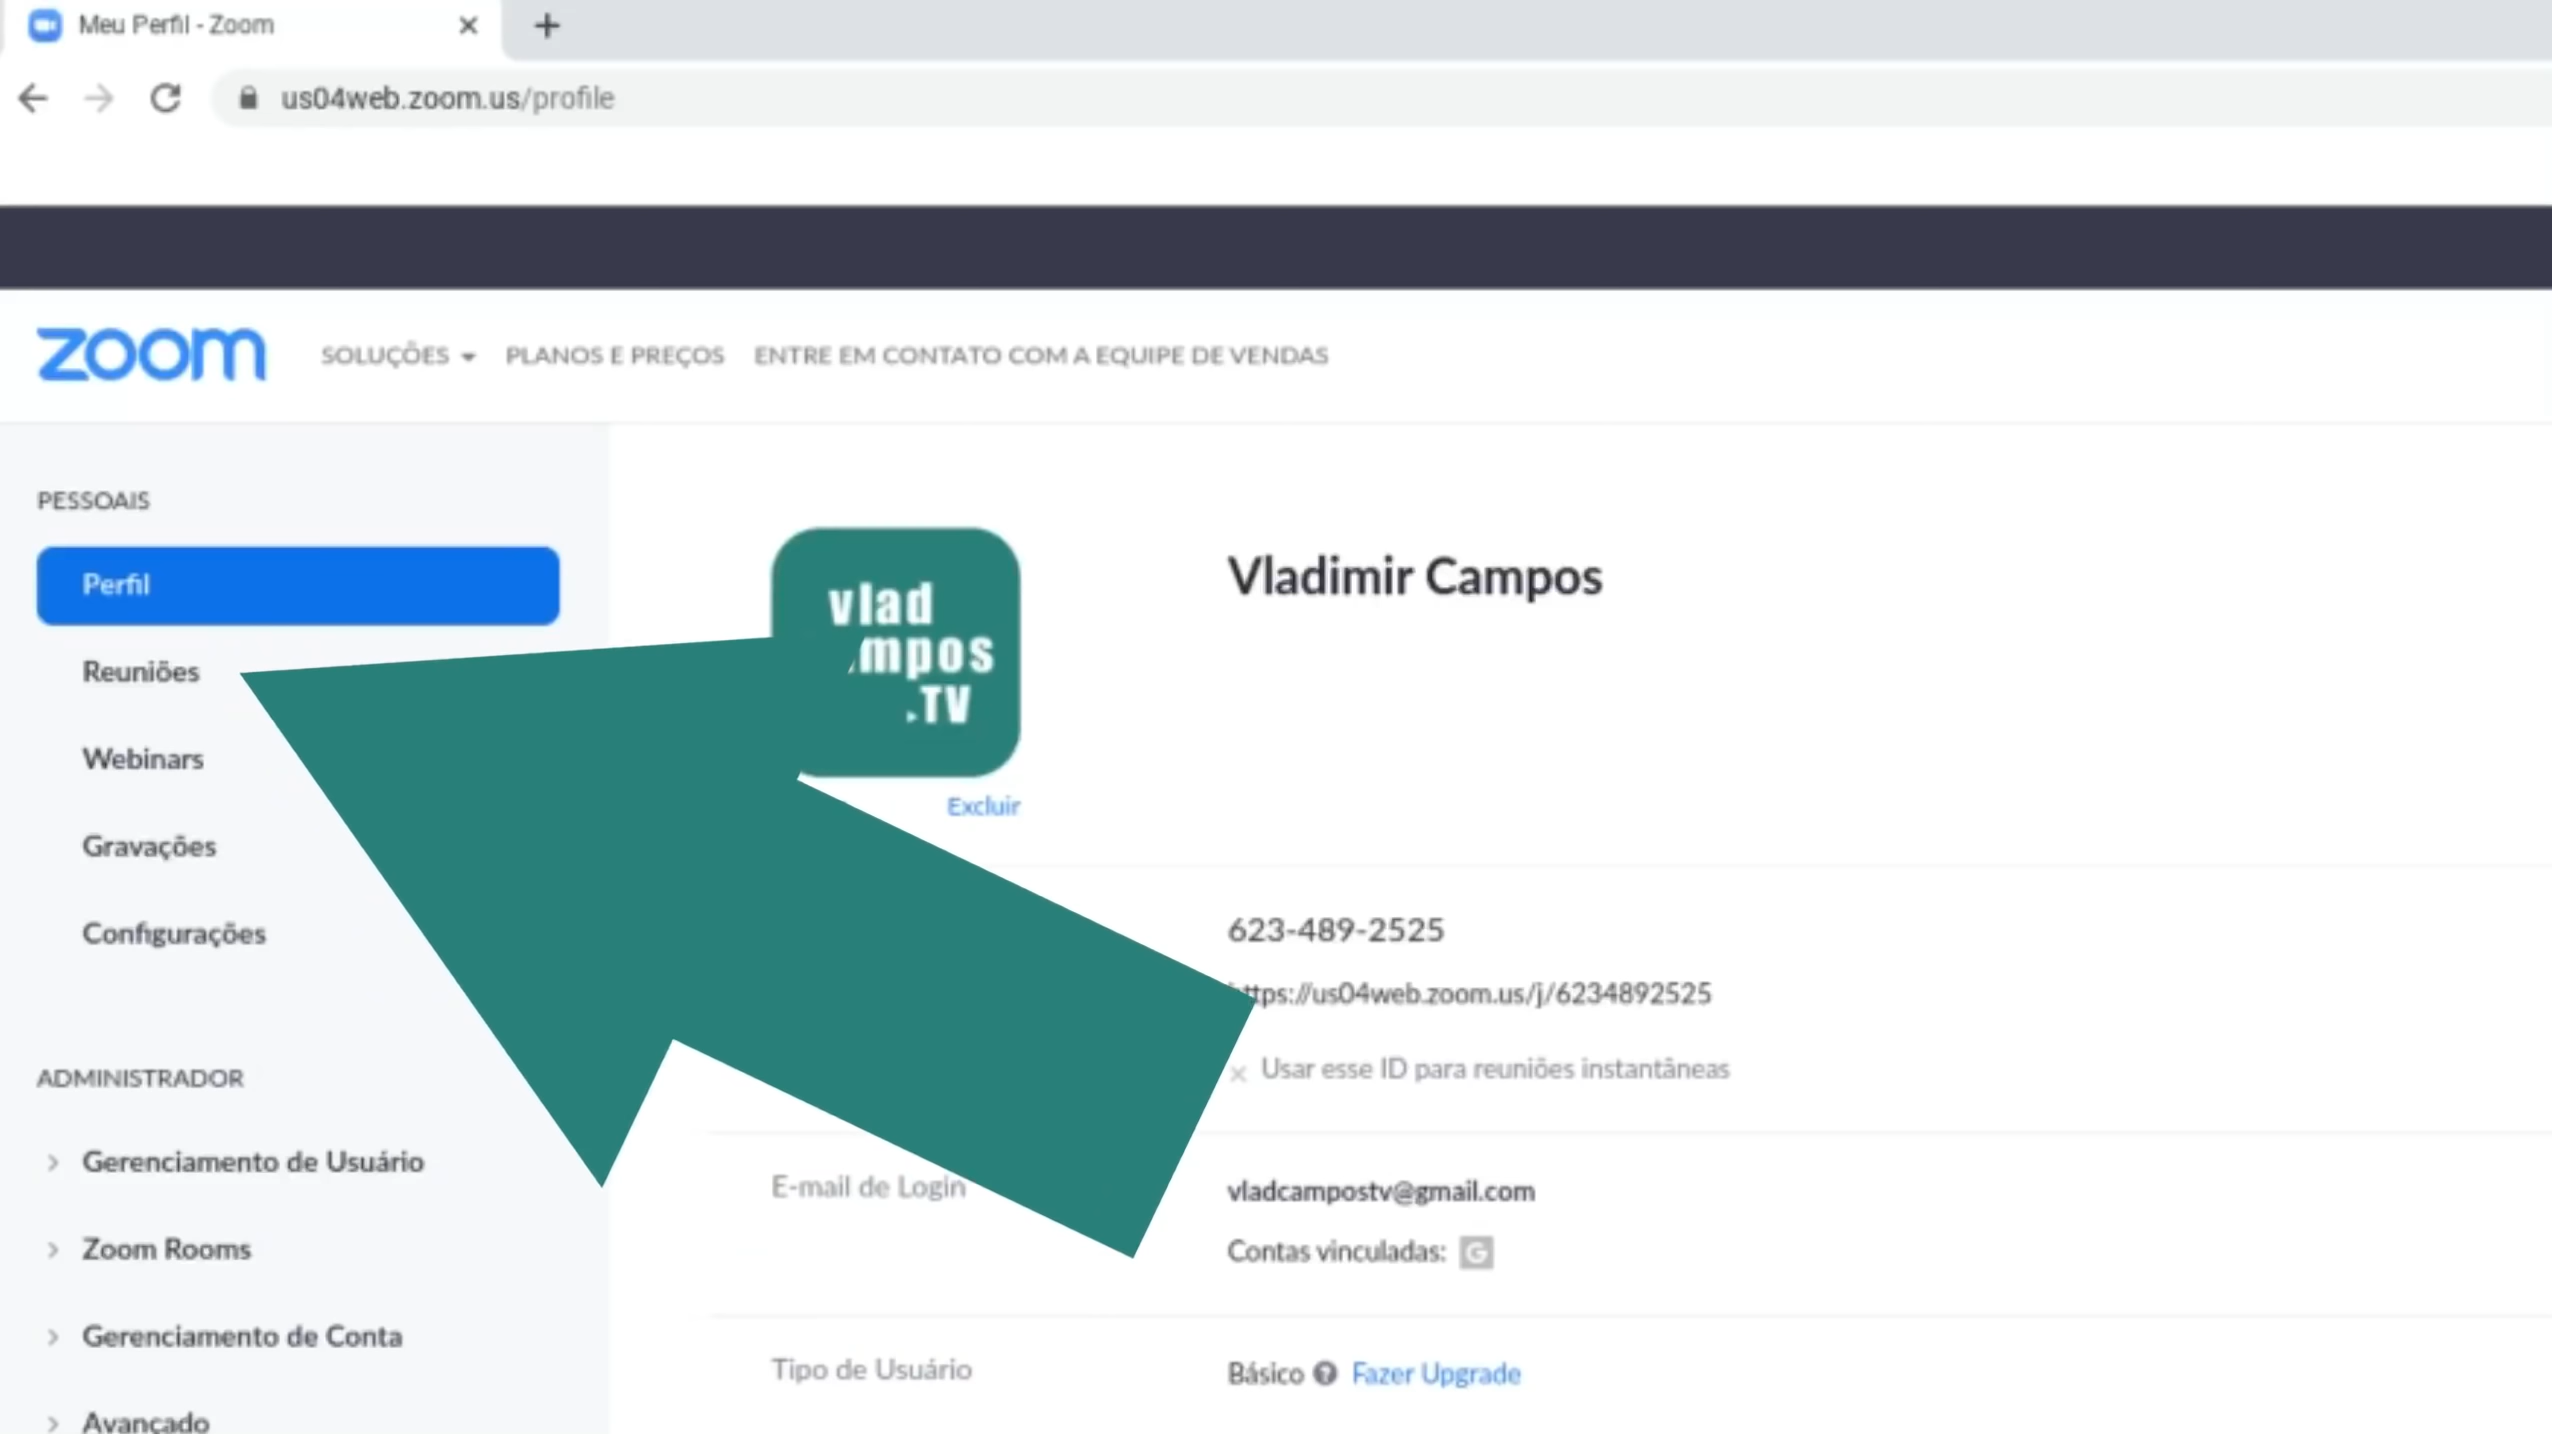 Meu Perfil - Zoom
us04web.zoom.us/profile
zoom
SOLUÇÕES
PLANOS E PREÇOS
ENTRE EM CONTATO COM A EQUIPE DE VENDAS
PESSOAIS
Perfil
Reuniões
Webinars
Gravações
Configurações
ADMINISTRADOR
Gerenciamento de Usuário
Zoom Rooms
Gerenciamento de Conta
Avançado
vlad
mpos
.TV
Excluir
Vladimir Campos
623-489-2525
ttps://us04web.zoom.us/j/6234892525
Usar esse ID para reuniões instantâneas
E-mail de Login
vladcampostv@gmail.com
Contas vinculadas: G
Tipo de Usuário
Básico ? Fazer Upgrade